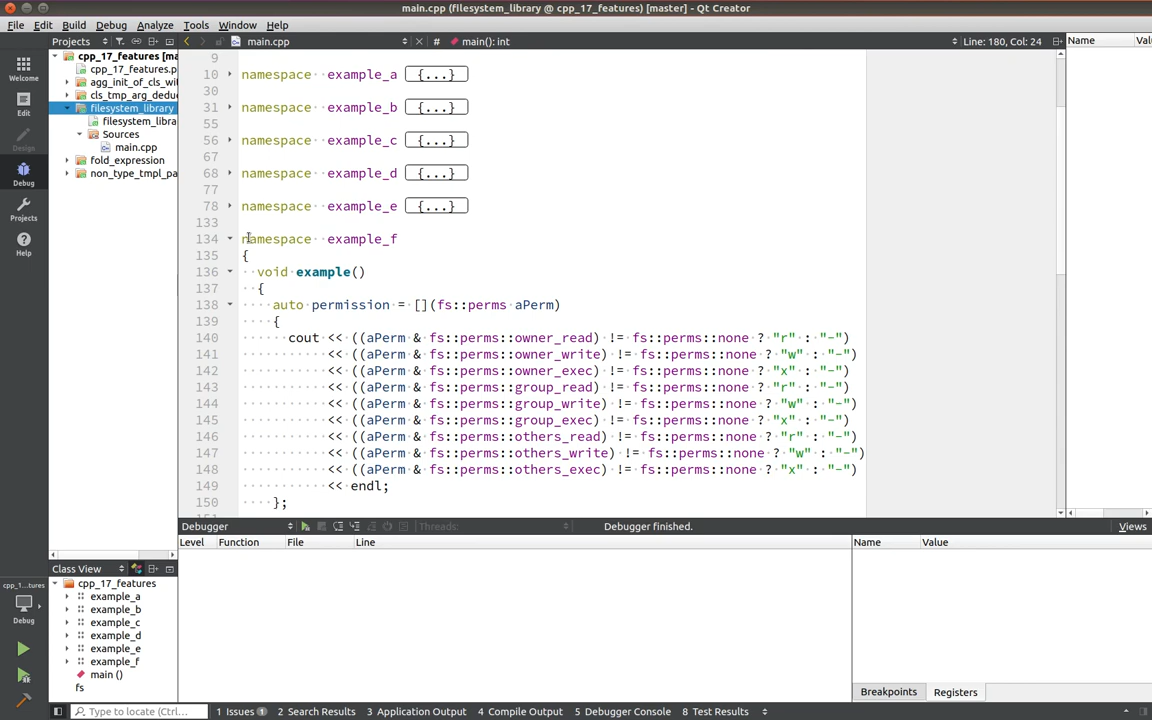 main.cpp (filesystem_library @ cpp_17_features) [master] - Qt Creator
File Edit Build Debug Analyze Tools Window Help
Projects main.cpp # main(): int Line: 180, Col: 24 Name Val
Welcome
Edit
Design
Debug
Projects
Help
cpp_17_features [ma
cpp_17_features.p
agg_init_of_cls_wi
cls_tmp_arg_dedu
filesystem_library
filesystem_libra
Sources
main.cpp
fold_expression
non_type_tmpl_pa
9
10 namespace example_a {...}
30
31 namespace example_b {...}
55
56 namespace example_c {...}
67
68 namespace example_d {...}
77
78 namespace example_e {...}
133
134 namespace example_f
135 {
136 void example()
137 {
138 auto permission = [](fs::perms aPerm)
139 {
140 cout << ((aPerm & fs::perms::owner_read) != fs::perms::none ? "r" : "-")
141 << ((aPerm & fs::perms::owner_write) != fs::perms::none ? "w" : "-")
142 << ((aPerm & fs::perms::owner_exec) != fs::perms::none ? "x" : "-")
143 << ((aPerm & fs::perms::group_read) != fs::perms::none ? "r" : "-")
144 << ((aPerm & fs::perms::group_write) != fs::perms::none ? "w" : "-")
145 << ((aPerm & fs::perms::group_exec) != fs::perms::none ? "x" : "-")
146 << ((aPerm & fs::perms::others_read) != fs::perms::none ? "r" : "-")
147 << ((aPerm & fs::perms::others_write) != fs::perms::none ? "w" : "-")
148 << ((aPerm & fs::perms::others_exec) != fs::perms::none ? "x" : "-")
149 << endl;
150 };
Debugger Threads: Debugger finished. Views
Level Function File Line Name Value
Class View
cpp_17_features
example_a
example_b
example_c
example_d
example_e
example_f
main ()
fs
cpp_1...tures
Debug
Breakpoints Registers
Type to locate (Ctrl... 1 Issues 1 2 Search Results 3 Application Output 4 Compile Output 5 Debugger Console 8 Test Results